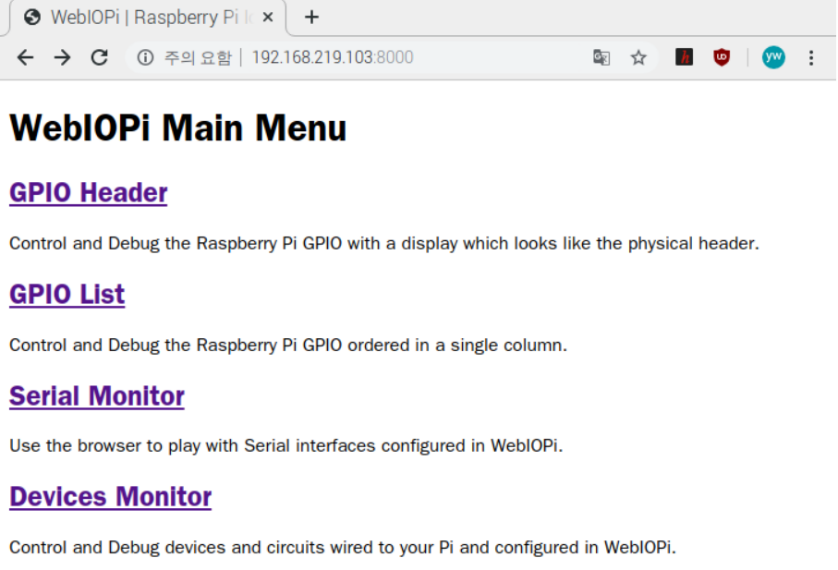 WebIOPi | Raspberry Pi
주의 요함 192.168.219.103:8000
yw
WebIOPi Main Menu
GPIO Header
Control and Debug the Raspberry Pi GPIO with a display which looks like the physical header.
GPIO List
Control and Debug the Raspberry Pi GPIO ordered in a single column.
Serial Monitor
Use the browser to play with Serial interfaces configured in WebIOPi.
Devices Monitor
Control and Debug devices and circuits wired to your Pi and configured in WebIOPi.